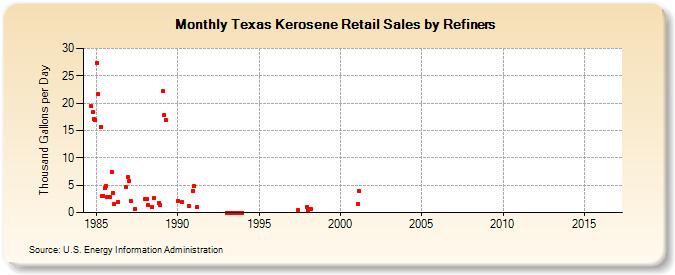 Monthly Texas Kerosene Retail Sales by Refiners
Thousand Gallons per Day
30
25
20
15
10
5
0
1985 1990 1995 2000 2005 2010 2015
Source: U.S. Energy Information Administration